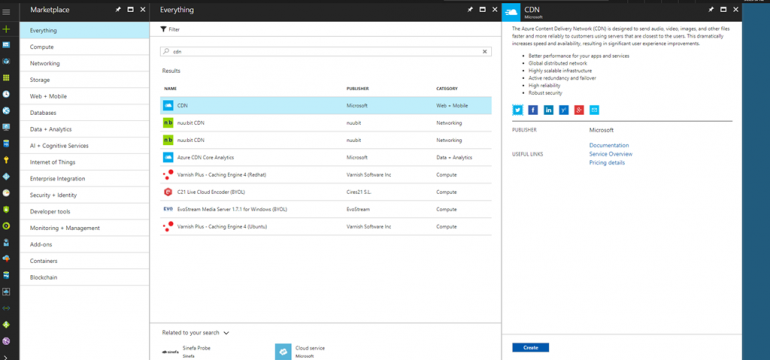 Marketplace
Everything
Compute
Networking
Storage
Web + Mobile
Databases
Data + Analytics
AI + Cognitive Services
Internet of Things
Enterprise Integration
Security + Identity
Developer tools
Monitoring + Management
Add-ons
Containers
Blockchain
Everything
Filter
cdn
Results
NAME PUBLISHER CATEGORY
CDN Microsoft Web + Mobile
nuubit CDN nuubit Networking
nuubit CDN nuubit Networking
Azure CDN Core Analytics Microsoft Data + Analytics
Varnish Plus - Caching Engine 4 (RedHat) Varnish Software Inc Compute
C21 Live Cloud Encoder (BYOL) Cires21 S.L. Compute
EVO EvoStream Media Server 1.7.1 for Windows (BYOL) EvoStream Compute
Varnish Plus - Caching Engine 4 (Ubuntu) Varnish Software Inc Compute
Related to your search
Sinefa Probe
Sinefa
Cloud service
Microsoft
CDN
Microsoft
The Azure Content Delivery Network (CDN) is designed to send audio, video, images, and other files
faster and more reliably to customers using servers that are closest to the users. This dramatically
increases speed and availability, resulting in significant user experience improvements.
• Better performance for your apps and services
• Global distributed network
• Highly scalable infrastructure
• Active redundancy and failover
• High reliability
• Robust security
PUBLISHER Microsoft
USEFUL LINKS
Documentation
Service Overview
Pricing details
Create